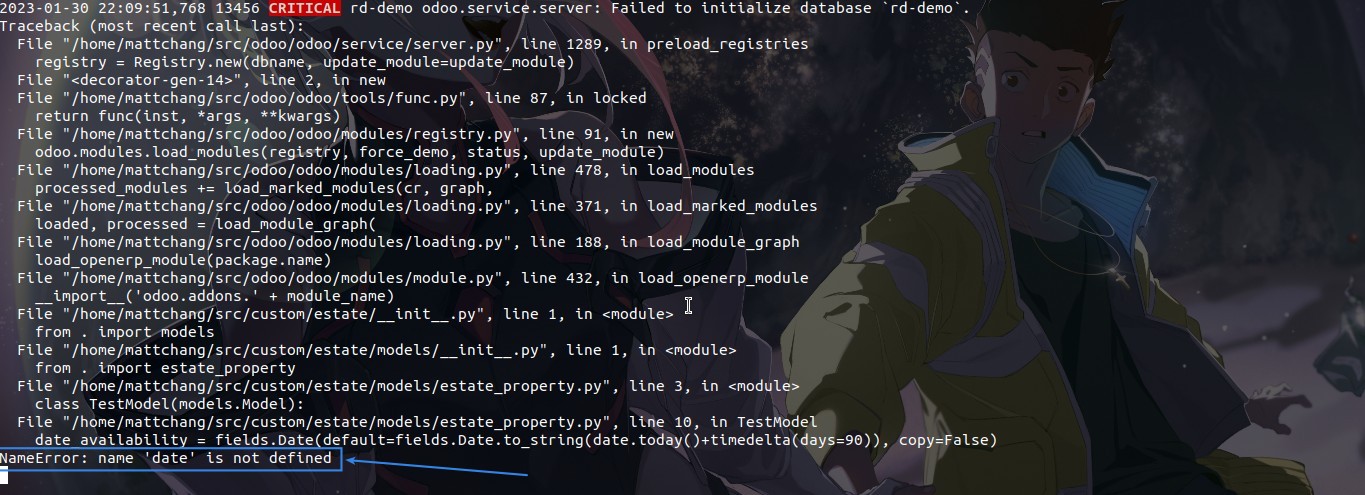 2023-01-30 22:09:51,768 13456 CRITICAL rd-demo odoo.service.server: Failed to initialize database `rd-demo`.
Traceback (most recent call last):
  File "/home/mattchang/src/odoo/odoo/service/server.py", line 1289, in preload_registries
    registry = Registry.new(dbname, update_module=update_module)
  File "<decorator-gen-14>", line 2, in new
  File "/home/mattchang/src/odoo/odoo/tools/func.py", line 87, in locked
    return func(inst, *args, **kwargs)
  File "/home/mattchang/src/odoo/odoo/modules/registry.py", line 91, in new
    odoo.modules.load_modules(registry, force_demo, status, update_module)
  File "/home/mattchang/src/odoo/odoo/modules/loading.py", line 478, in load_modules
    processed_modules += load_marked_modules(cr, graph,
  File "/home/mattchang/src/odoo/odoo/modules/loading.py", line 371, in load_marked_modules
    loaded, processed = load_module_graph(
  File "/home/mattchang/src/odoo/odoo/modules/loading.py", line 188, in load_module_graph
    load_openerp_module(package.name)
  File "/home/mattchang/src/odoo/odoo/modules/module.py", line 432, in load_openerp_module
    __import__('odoo.addons.' + module_name)
  File "/home/mattchang/src/custom/estate/__init__.py", line 1, in <module>
    from . import models
  File "/home/mattchang/src/custom/estate/models/__init__.py", line 1, in <module>
    from . import estate_property
  File "/home/mattchang/src/custom/estate/models/estate_property.py", line 3, in <module>
    class TestModel(models.Model):
  File "/home/mattchang/src/custom/estate/models/estate_property.py", line 10, in TestModel
    date_availability = fields.Date(default=fields.Date.to_string(date.today()+timedelta(days=90)), copy=False)
NameError: name 'date' is not defined